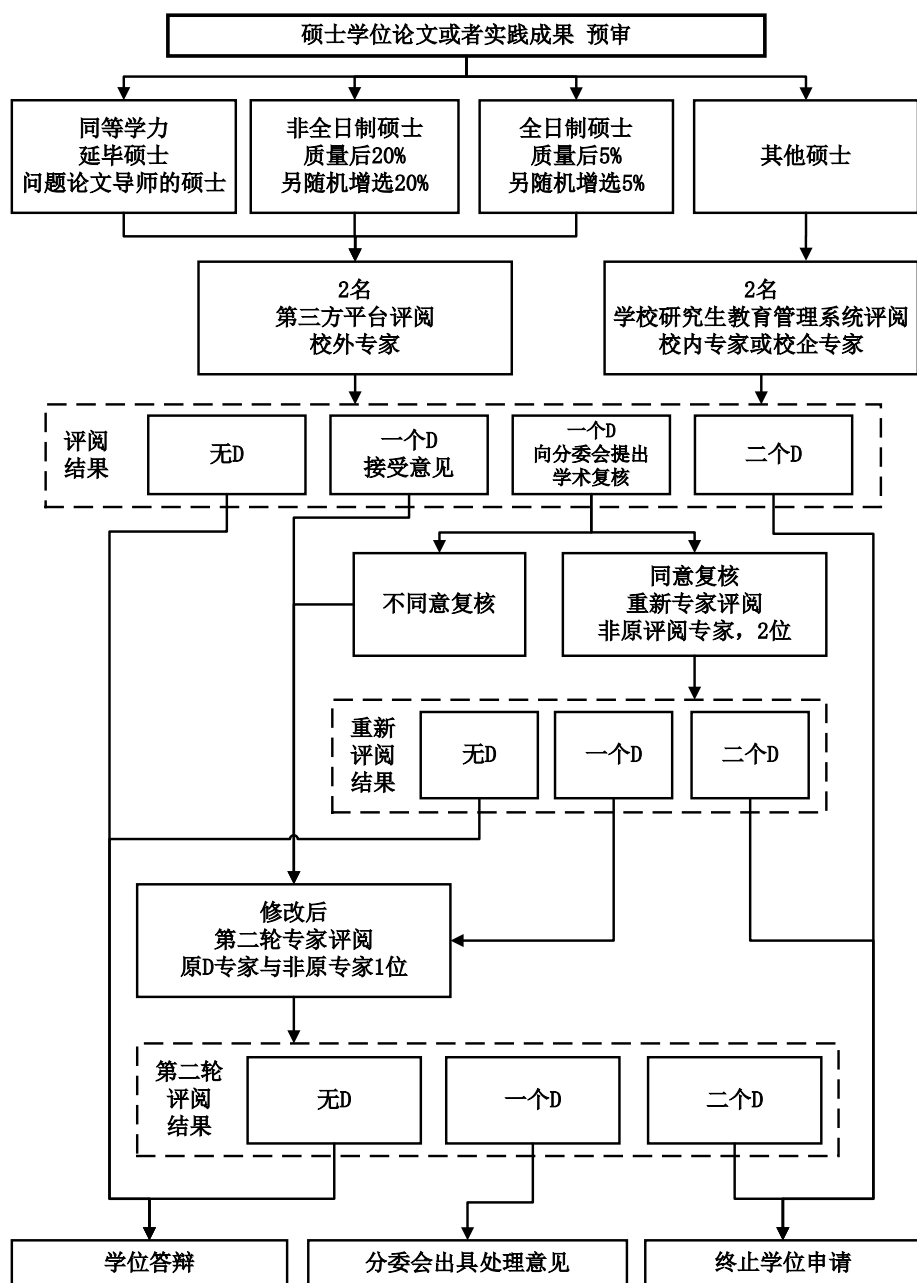 硕士学位论文或者实践成果 预审
同等学力
延毕硕士
问题论文导师的硕士
非全日制硕士
质量后20%
另随机增选20%
全日制硕士
质量后5%
另随机增选5%
其他硕士
2名
第三方平台评阅
校外专家
2名
学校研究生教育管理系统评阅
校内专家或校企专家
评阅
结果
无D
一个D
接受意见
一个D
向分委会提出
学术复核
二个D
不同意复核
同意复核
重新专家评阅
非原评阅专家，2位
重新
评阅
结果
无D
一个D
二个D
修改后
第二轮专家评阅
原D专家与非原专家1位
第二轮
评阅
结果
无D
一个D
二个D
学位答辩
分委会出具处理意见
终止学位申请